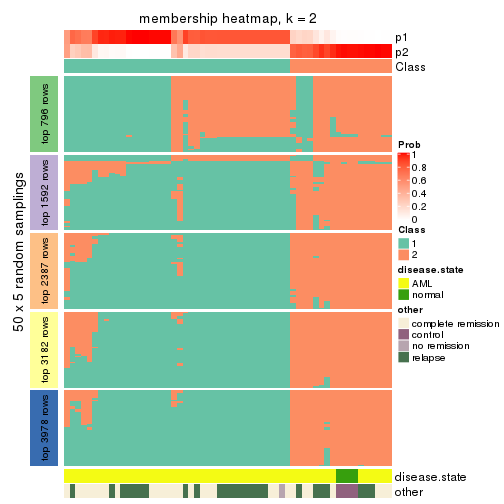 membership heatmap, k = 2
p1
p2
Class
50 x 5 random samplings
top 796 rows
top 1592 rows
top 2387 rows
top 3182 rows
top 3978 rows
Prob
1
0.8
0.6
0.4
0.2
0
Class
1
2
disease.state
AML
normal
other
complete remission
control
no remission
relapse
disease.state
other